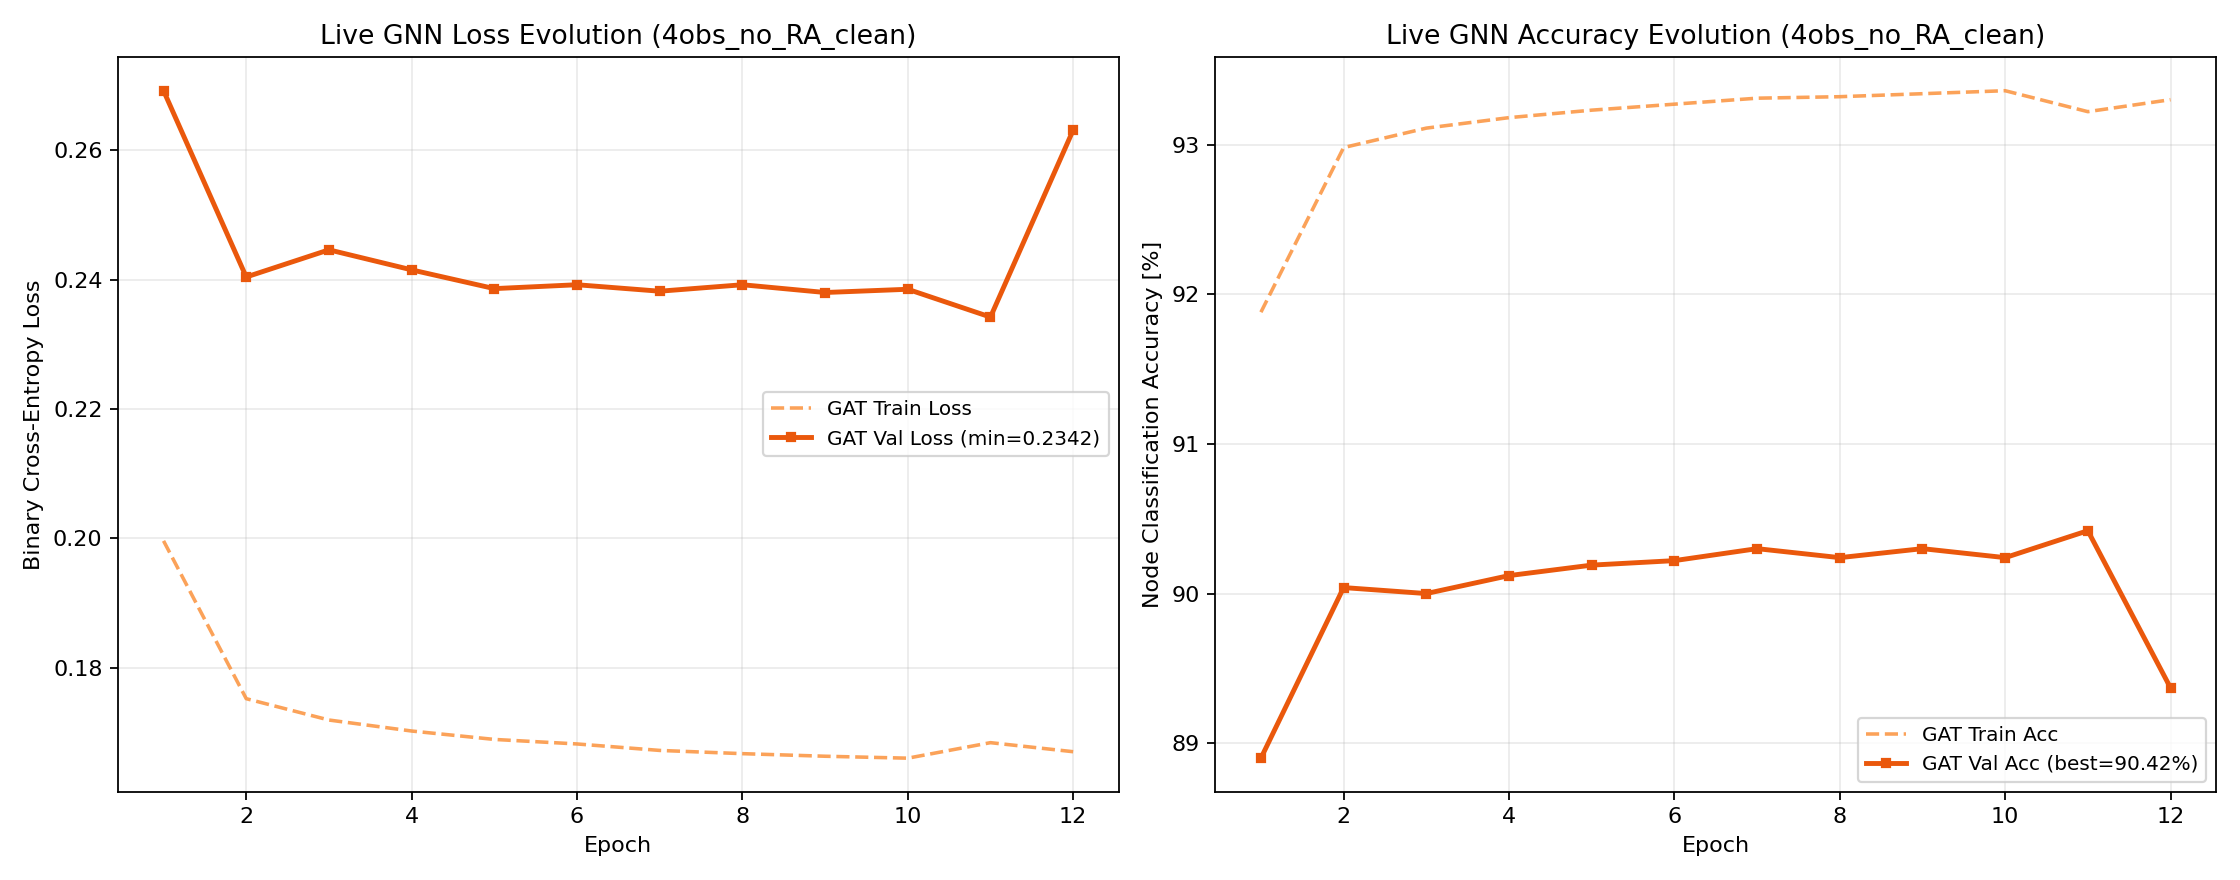 Live GNN Loss Evolution (4obs_no_RA_clean)
Binary Cross-Entropy Loss
0.26
0.24
0.22
0.20
0.18
GAT Train Loss
GAT Val Loss (min=0.2342)
2 4 6 8 10 12
Epoch
Live GNN Accuracy Evolution (4obs_no_RA_clean)
Node Classification Accuracy [%]
93
92
91
90
89
GAT Train Acc
GAT Val Acc (best=90.42%)
2 4 6 8 10 12
Epoch